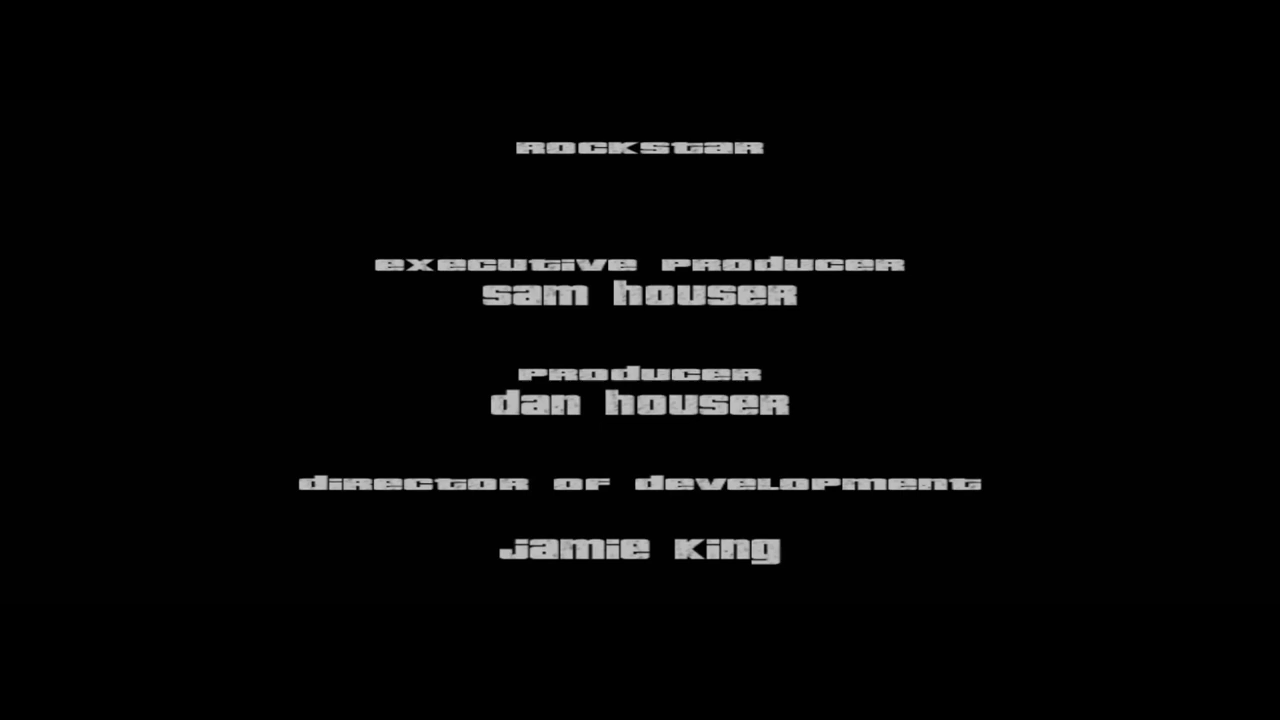 ROCKSTAR
executive PRODUCER
sam houser
PRODUCER
dan houser
director of development
Jamie King